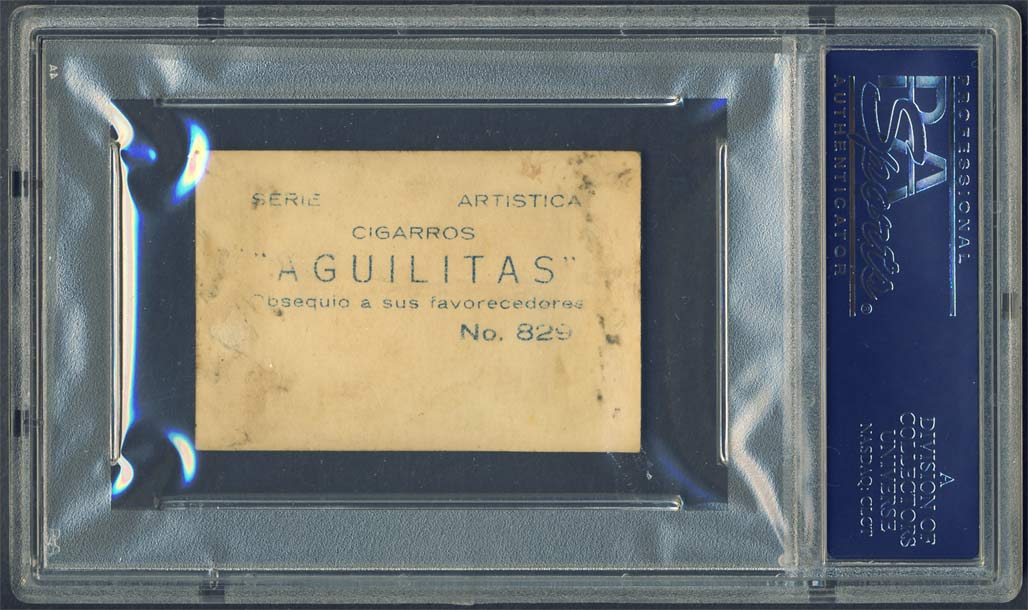 SERIE ARTISTICA
CIGARROS
"AGUILITAS"
Obsequio a sus favorecedores
No. 829
PROFESSIONAL
PSA
Sports®
AUTHENTICATOR
A
DIVISION OF
COLLECTORS
UNIVERSE
NASDAQ: CLCT